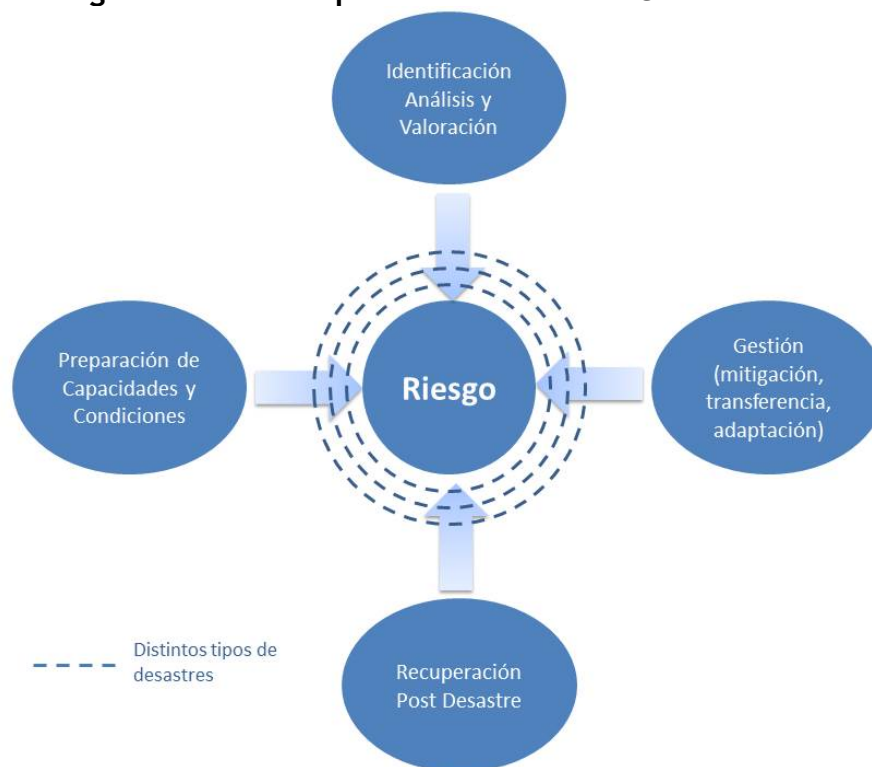 Identificación
Análisis y
Valoración
Preparación de
Capacidades y
Condiciones
Riesgo
Gestión
(mitigación,
transferencia,
adaptación)
Recuperación
Post Desastre
Distintos tipos de
desastres